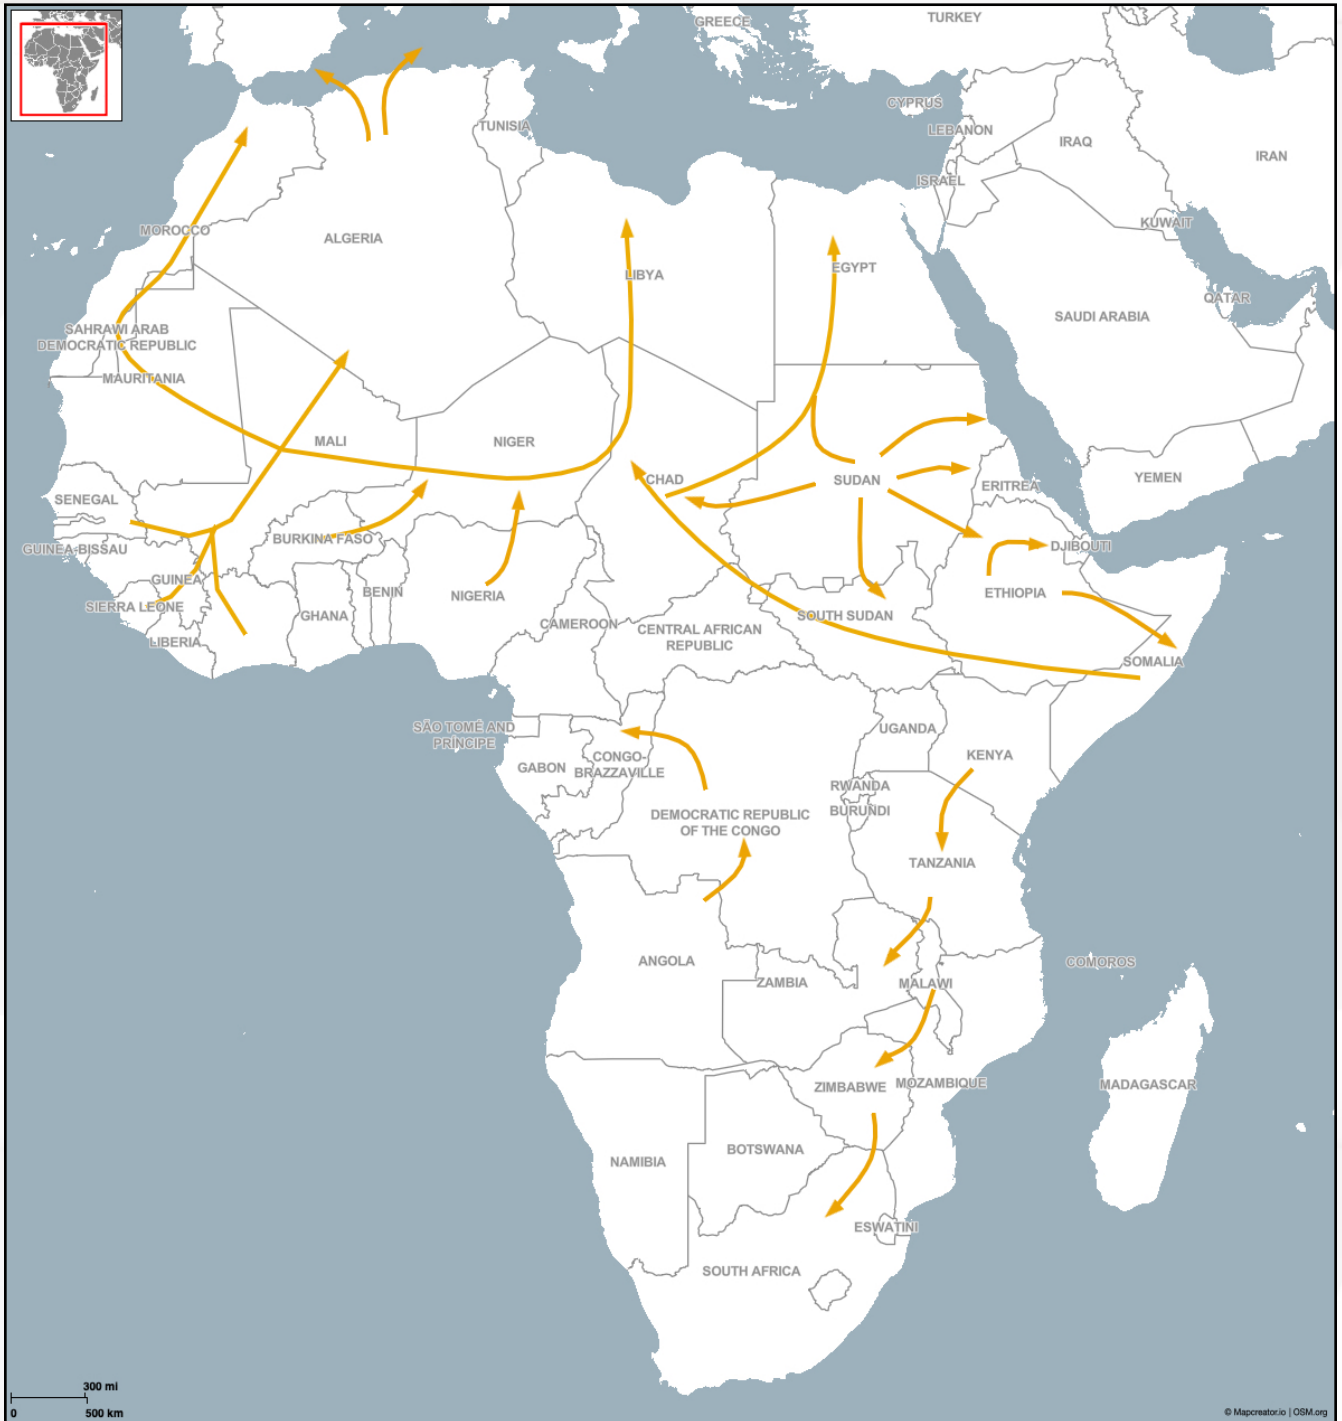 GREECE
TURKEY
CYPRUS
LEBANON
TUNISIA
IRAQ
IRAN
ISRAEL
KUWAIT
MOROCCO
ALGERIA
LIBYA
EGYPT
QATAR
SAUDI ARABIA
SAHRAWI ARAB
DEMOCRATIC REPUBLIC
MAURITANIA
MALI
NIGER
CHAD
SUDAN
ERITREA
YEMEN
SENEGAL
GUINEA-BISSAU
BURKINA FASO
DJIBOUTI
GUINEA
SIERRA LEONE
LIBERIA
GHANA
BENIN
NIGERIA
CAMEROON
CENTRAL AFRICAN
REPUBLIC
SOUTH SUDAN
ETHIOPIA
SOMALIA
SÃO TOMÉ AND
PRÍNCIPE
GABON
CONGO-
BRAZZAVILLE
UGANDA
KENYA
RWANDA
BURUNDI
DEMOCRATIC REPUBLIC
OF THE CONGO
TANZANIA
ANGOLA
ZAMBIA
MALAWI
COMOROS
ZIMBABWE
MOZAMBIQUE
MADAGASCAR
NAMIBIA
BOTSWANA
ESWATINI
SOUTH AFRICA
300 mi
0
500 km
© Mapcreator.io | OSM.org